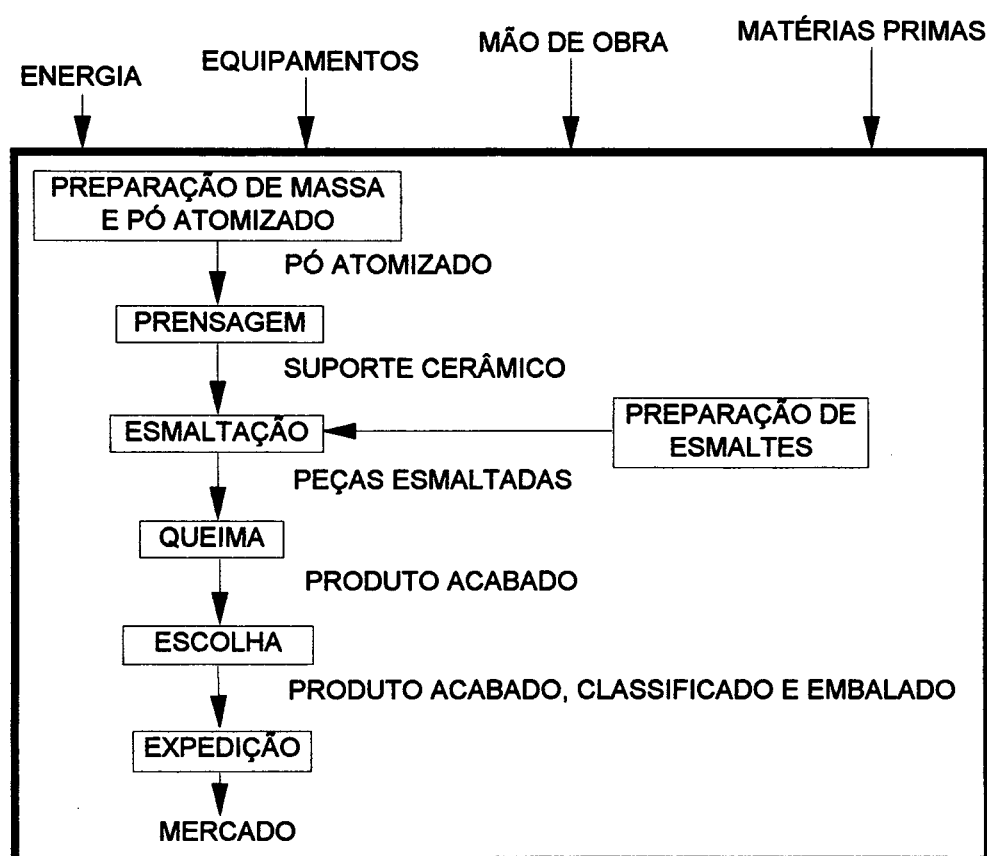 ENERGIA
EQUIPAMENTOS
MÃO DE OBRA
MATÉRIAS PRIMAS
PREPARAÇÃO DE MASSA
E PÓ ATOMIZADO
PÓ ATOMIZADO
PRENSAGEM
SUPORTE CERÂMICO
ESMALTAÇÃO
PREPARAÇÃO DE
ESMALTES
PEÇAS ESMALTADAS
QUEIMA
PRODUTO ACABADO
ESCOLHA
PRODUTO ACABADO, CLASSIFICADO E EMBALADO
EXPEDIÇÃO
MERCADO